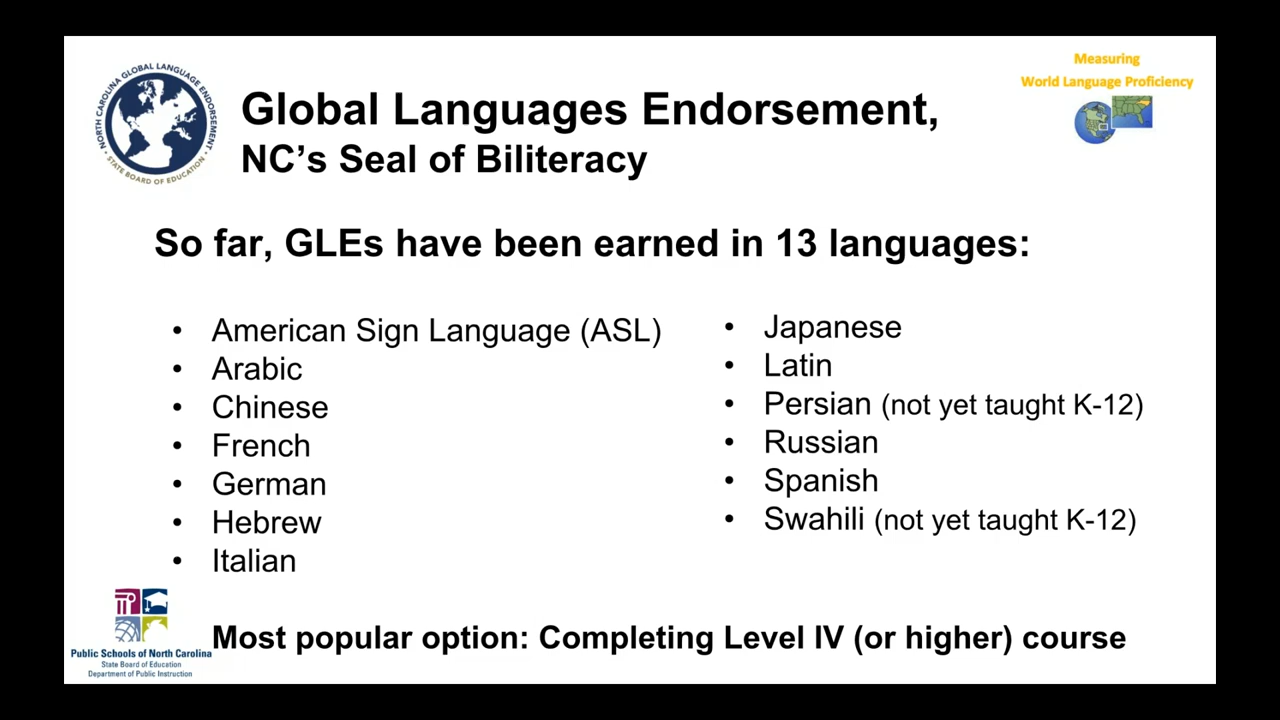 NORTH CAROLINA GLOBAL LANGUAGE ENDORSEMENT
• STATE BOARD OF EDUCATION •
Global Languages Endorsement,
NC's Seal of Biliteracy
Measuring
World Language Proficiency
So far, GLEs have been earned in 13 languages:
• American Sign Language (ASL)
• Arabic
• Chinese
• French
• German
• Hebrew
• Italian
• Japanese
• Latin
• Persian (not yet taught K-12)
• Russian
• Spanish
• Swahili (not yet taught K-12)
Most popular option: Completing Level IV (or higher) course
Public Schools of North Carolina
State Board of Education
Department of Public Instruction